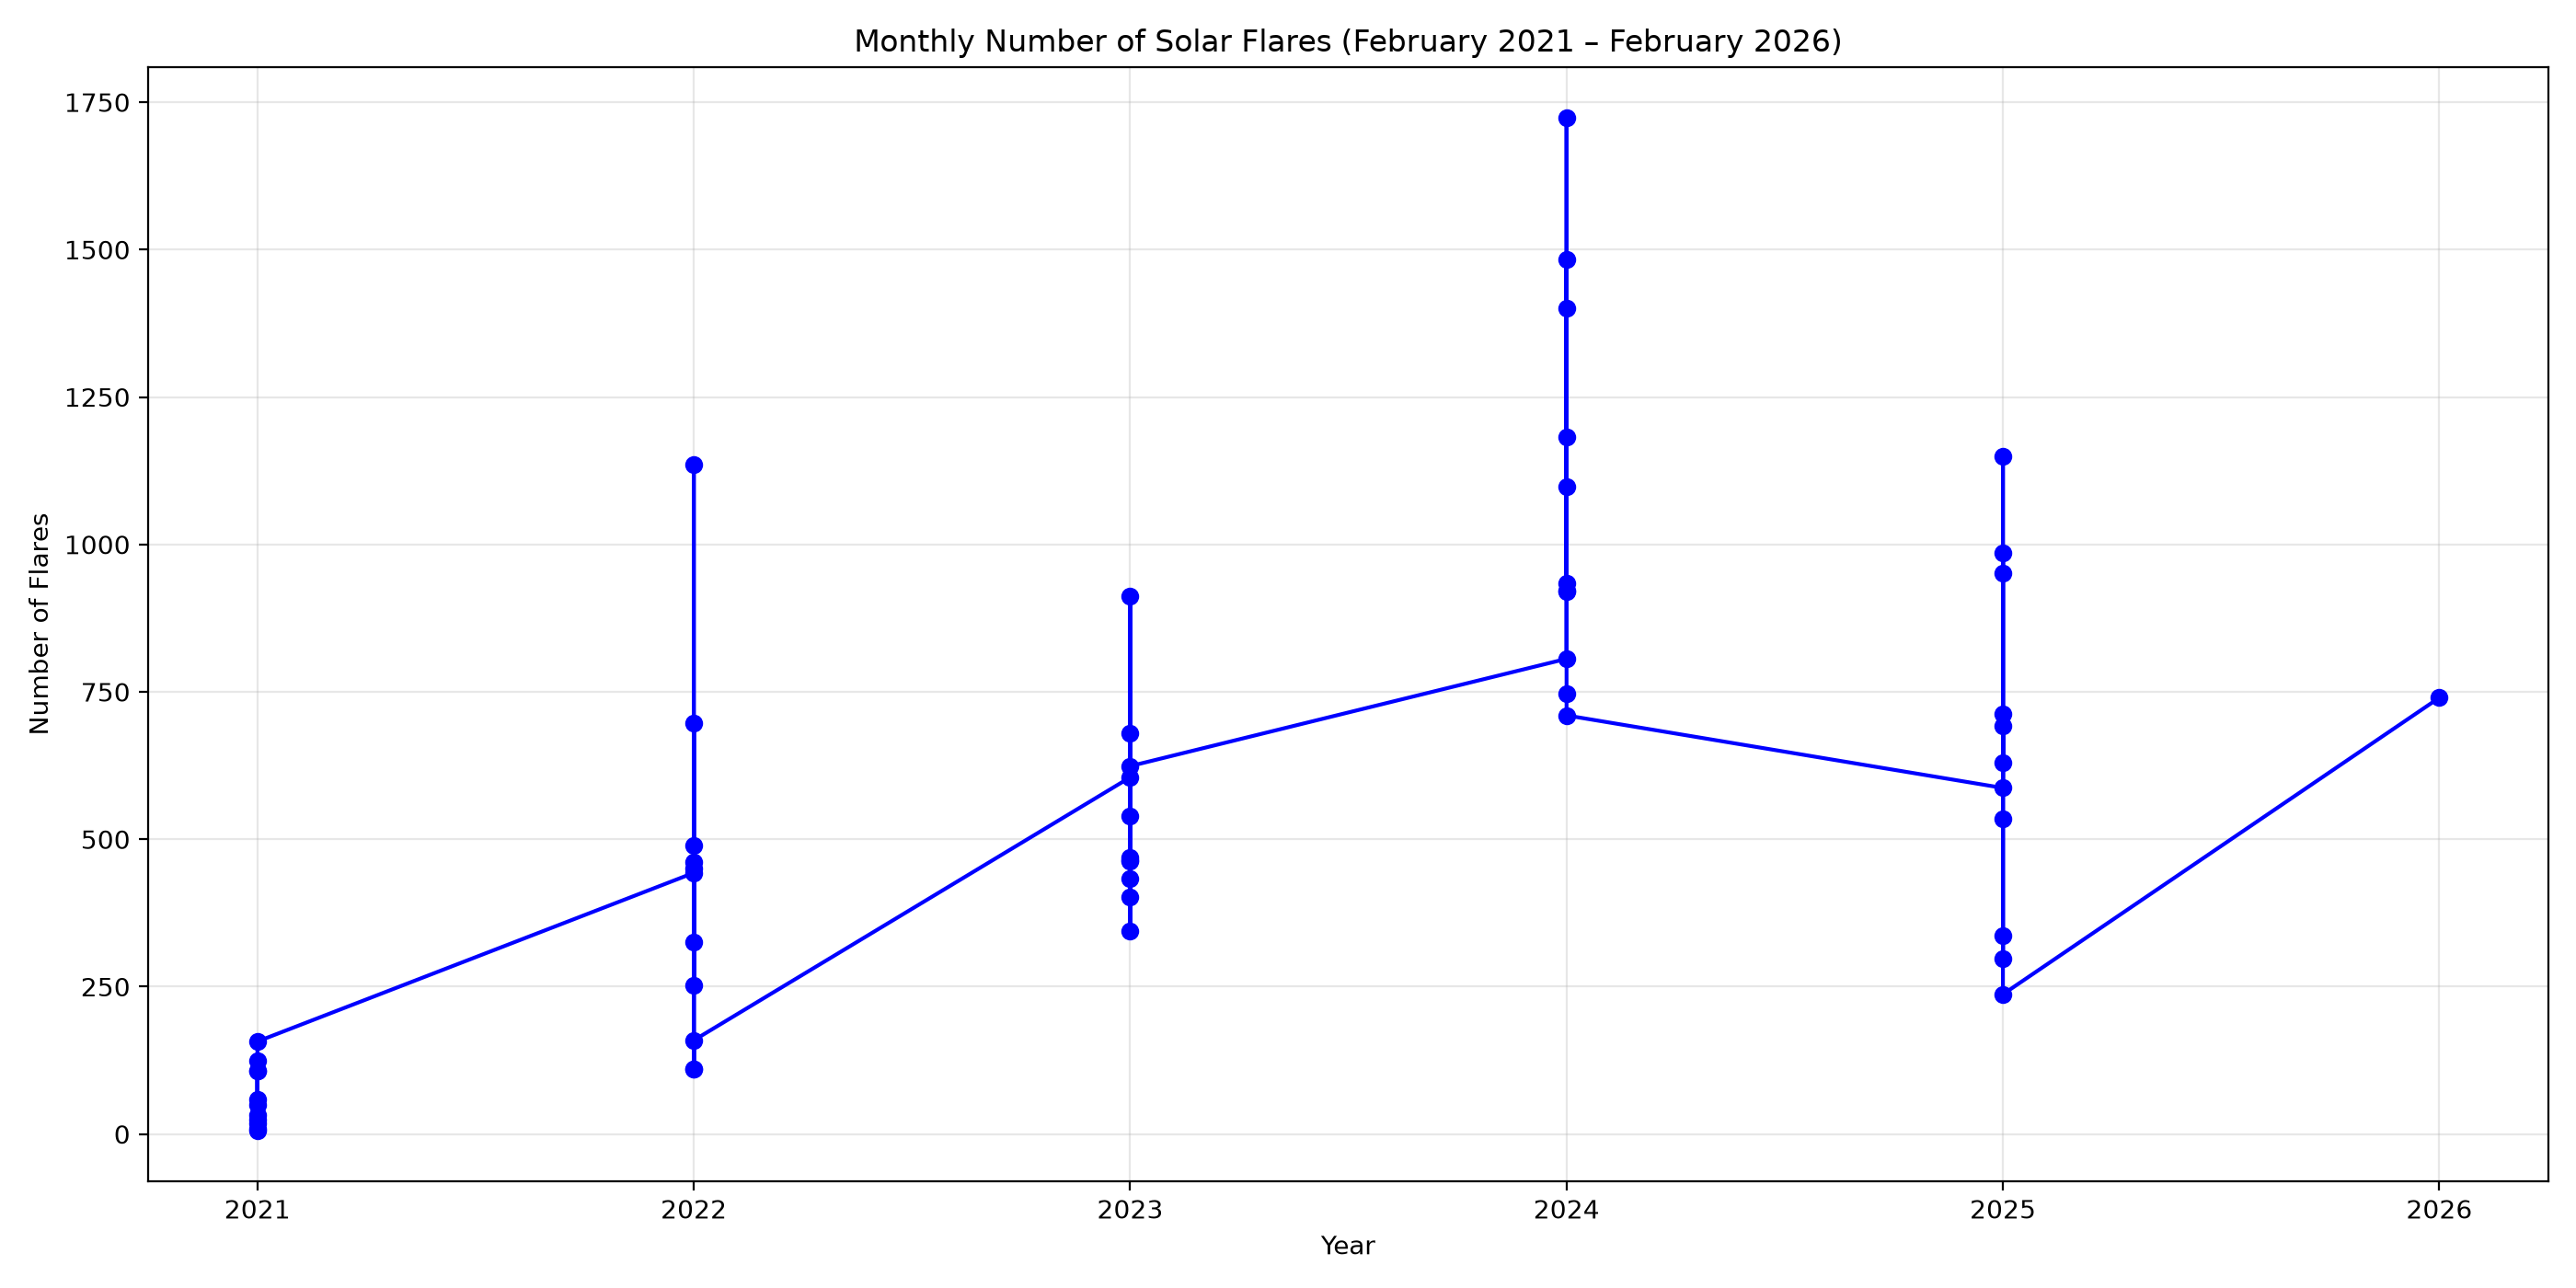 Monthly Number of Solar Flares (February 2021 – February 2026)
1750
1500
1250
1000
750
500
250
0
Number of Flares
2021 2022 2023 2024 2025 2026
Year